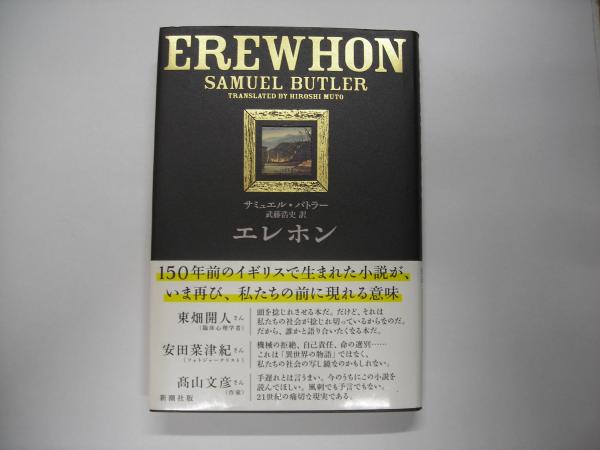 EREWHON
SAMUEL BUTLER
TRANSLATED BY HIROSHI MUTO
サミュエル・バトラー
武藤浩史 訳
エレホン
150年前のイギリスで生まれた小説が、
いま再び、私たちの前に現れる意味
東畑開人さん
(臨床心理学者)
頭を捻じれさせる本だ。だけど、それは
私たちの社会が捻じれ切っているからなのだ。
だから、誰かと語り合いたくなる本だ。
安田菜津紀さん
(フォトジャーナリスト)
機械の拒絶、自己責任、命の選別……
これは「異世界の物語」ではなく、
私たちの社会の写し鏡なのかもしれない。
髙山文彦さん
(作家)
手遅れとは言うまい。今のうちにこの小説を
読んでほしい。風刺でも予言でもない。
21世紀の痛切な現実である。
新潮社版